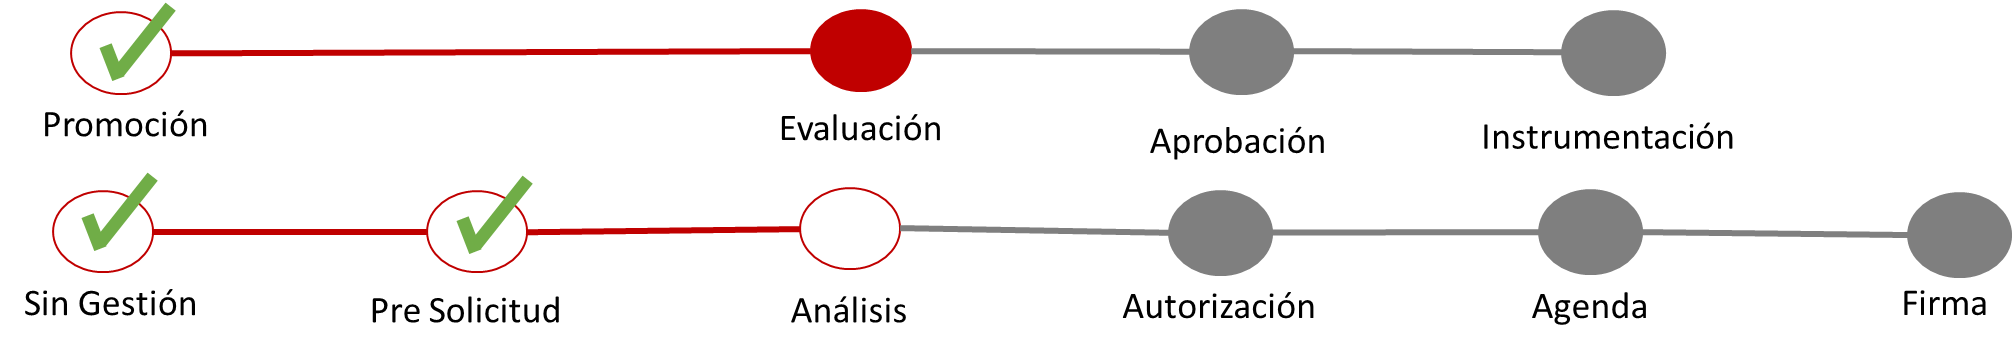 Promoción
Evaluación
Aprobación
Instrumentación
Sin Gestión
Pre Solicitud
Análisis
Autorización
Agenda
Firma